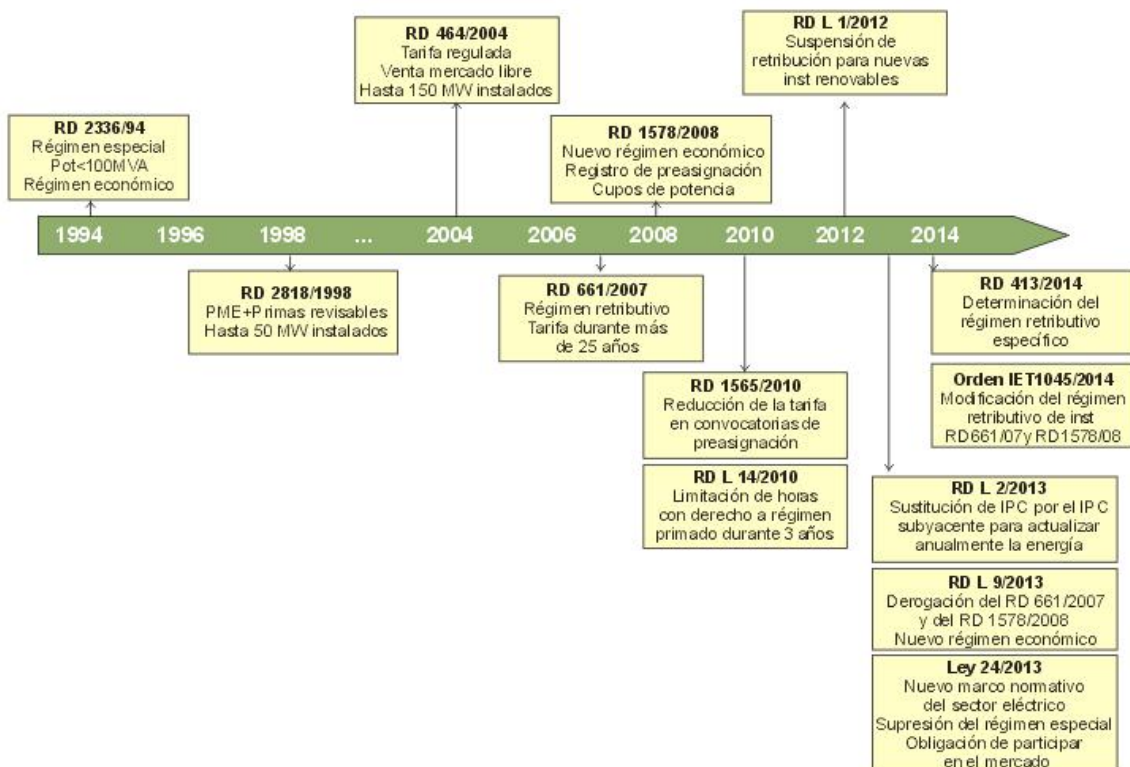 RD 2336/94
Régimen especial
Pot<100MVA
Régimen económico
RD 464/2004
Tarifa regulada
Venta mercado libre
Hasta 150 MW instalados
RD 1578/2008
Nuevo régimen económico
Registro de preasignación
Cupos de potencia
RD L 1/2012
Suspensión de
retribución para nuevas
inst renovables
1994 1996 1998 ... 2004 2006 2008 2010 2012 2014
RD 2818/1998
PME+Primas revisables
Hasta 50 MW instalados
RD 661/2007
Régimen retributivo
Tarifa durante más
de 25 años
RD 1565/2010
Reducción de la tarifa
en convocatorias de
preasignación
RD L 14/2010
Limitación de horas
con derecho a régimen
primado durante 3 años
RD 413/2014
Determinación del
régimen retributivo
específico
Orden IET1045/2014
Modificación del régimen
retributivo de inst
RD661/07 y RD1578/08
RD L 2/2013
Sustitución de IPC por el IPC
subyacente para actualizar
anualmente la energía
RD L 9/2013
Derogación del RD 661/2007
y del RD 1578/2008
Nuevo régimen económico
Ley 24/2013
Nuevo marco normativo
del sector eléctrico
Supresión del régimen especial
Obligación de participar
en el mercado